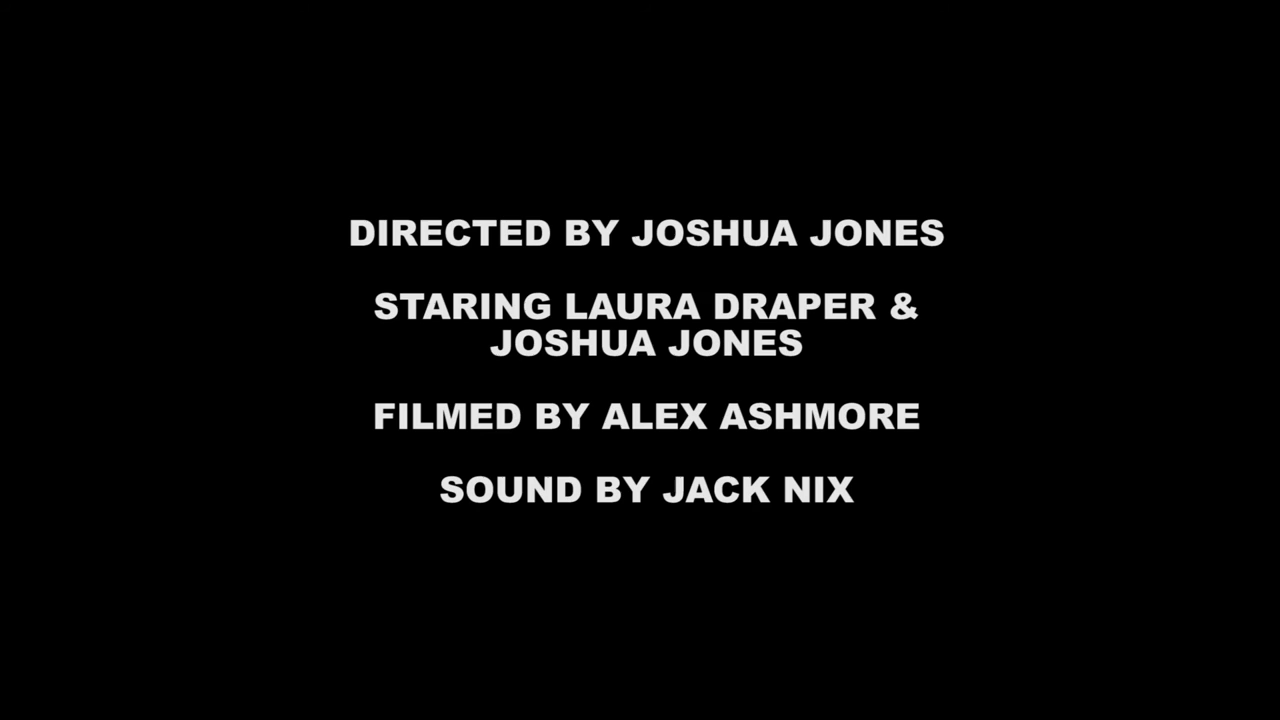 DIRECTED BY JOSHUA JONES
STARING LAURA DRAPER &
JOSHUA JONES
FILMED BY ALEX ASHMORE
SOUND BY JACK NIX